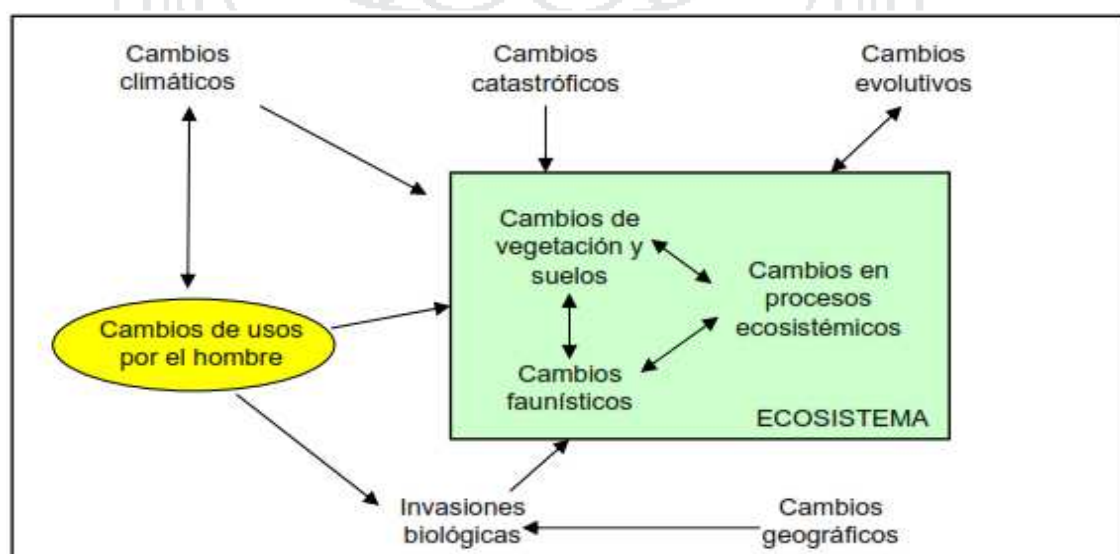 Cambios
climáticos
Cambios
catastróficos
Cambios
evolutivos
Cambios de
vegetación y
suelos
Cambios en
procesos
ecosistémicos
Cambios
faunísticos
ECOSISTEMA
Cambios de usos
por el hombre
Invasiones
biológicas
Cambios
geográficos